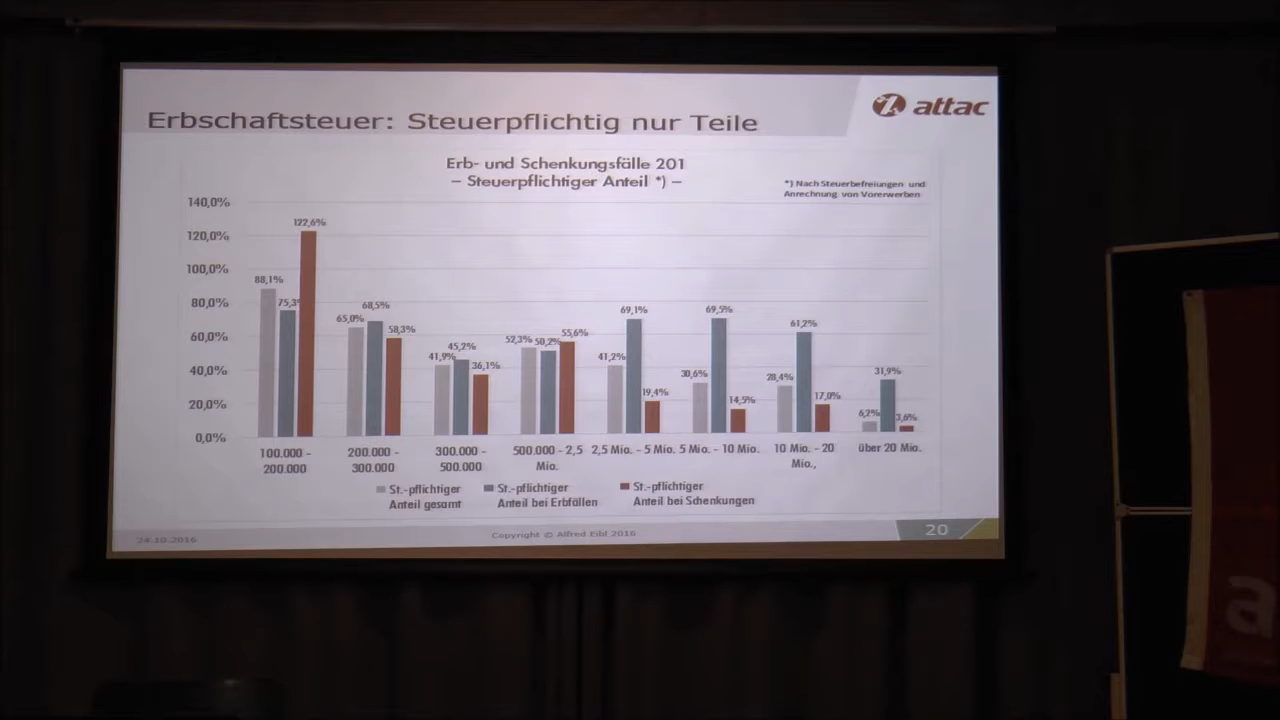 Erbschaftsteuer: Steuerpflichtig nur Teile
attac
Erb- und Schenkungsfälle 201
– Steuerpflichtiger Anteil *) –
*) Nach Steuerbefreiungen und
Anrechnung von Vorerwerben
140,0%
120,0%
100,0%
80,0%
60,0%
40,0%
20,0%
0,0%
88,1% 75,3% 122,6%
65,0% 68,5% 58,3%
41,9% 45,2% 36,1%
52,3% 50,2% 55,6%
41,2% 69,1% 19,4%
30,6% 69,5% 14,5%
28,4% 61,2% 17,0%
6,2% 31,9% 3,6%
100.000 –
200.000
200.000 –
300.000
300.000 –
500.000
500.000 – 2,5
Mio.
2,5 Mio. – 5 Mio.
5 Mio. – 10 Mio.
10 Mio. – 20
Mio.,
über 20 Mio.
St.-pflichtiger
Anteil gesamt
St.-pflichtiger
Anteil bei Erbfällen
St.-pflichtiger
Anteil bei Schenkungen
24.10.2016
Copyright © Alfred Eibl 2016
20
a